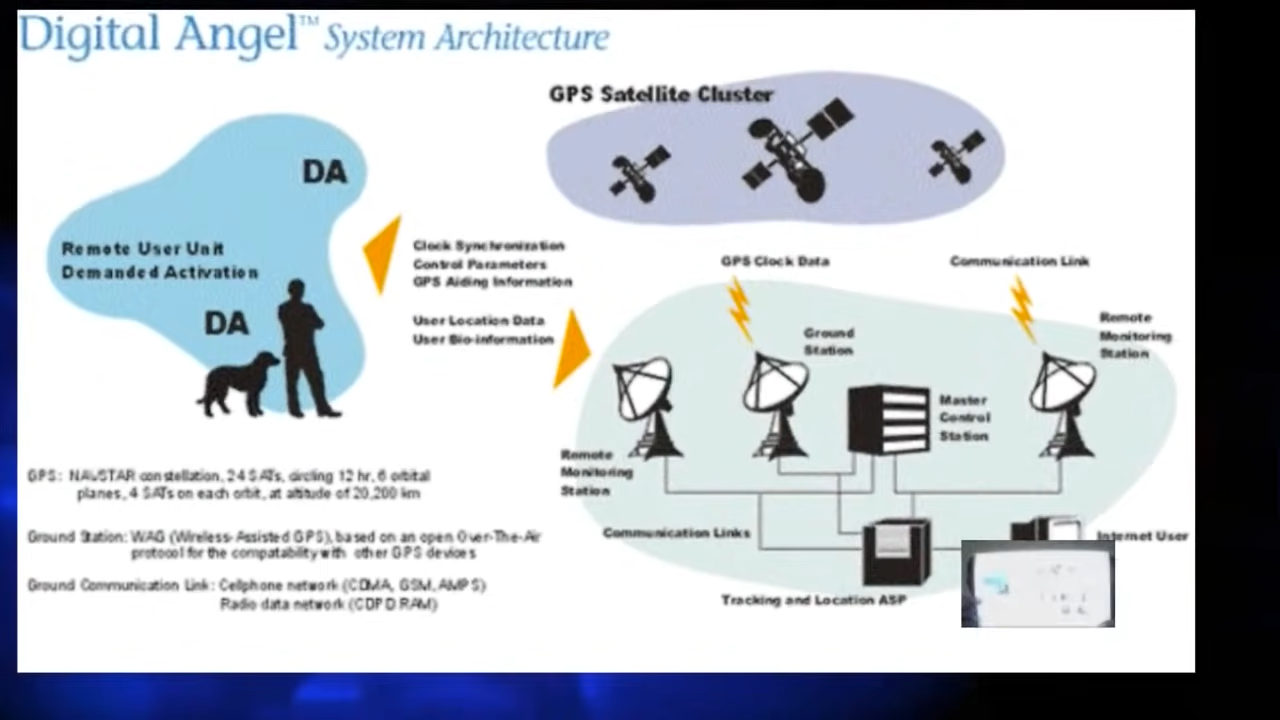 Digital Angel™ System Architecture
GPS Satellite Cluster
DA
Remote User Unit
Demanded Activation
DA
Clock Synchronization
Control Parameters
GPS Aiding Information
User Location Data
User Bio-information
GPS Clock Data
Communication Link
Ground
Station
Remote
Monitoring
Station
Master
Control
Station
Remote
Monitoring
Station
Communication Links
Internet User
Tracking and Location ASP
GPS: NAVSTAR constellation, 24 SATs, circling 12 hr, 6 orbital
planes, 4 SATs on each orbit, at altitude of 20,200 km
Ground Station: WAG (Wireless-Assisted GPS), based on an open Over-The-Air
protocol for the compatability with other GPS devices
Ground Communication Link: Cellphone network (CDMA, GSM, AMPS)
Radio data network (CDPD RAM)